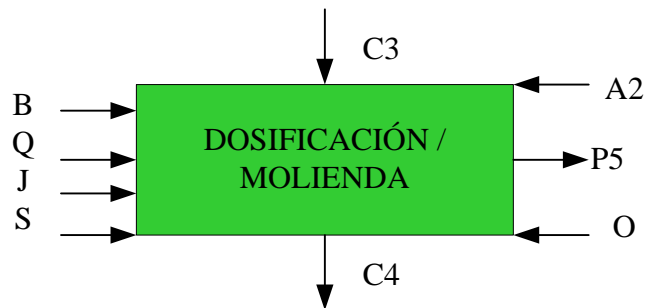 C3
B
A2
Q
DOSIFICACIÓN /
MOLIENDA
P5
J
S
O
C4